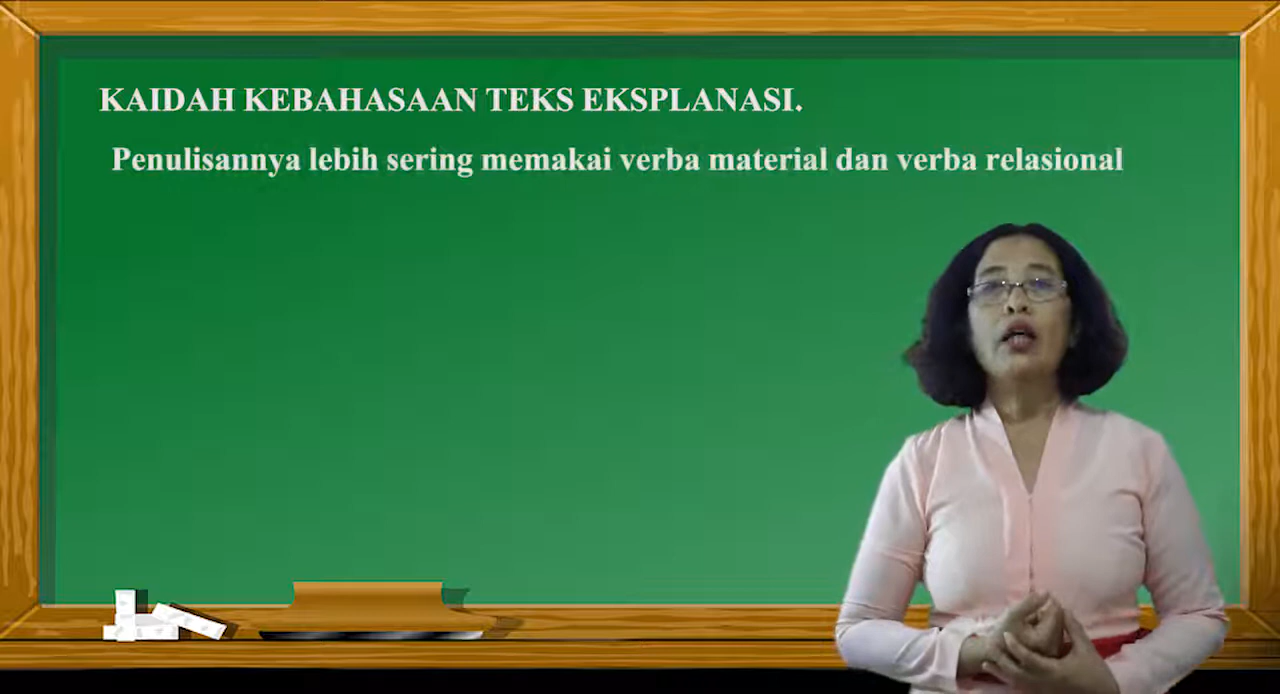 KAIDAH KEBAHASAAN TEKS EKSPLANASI.
Penulisannya lebih sering memakai verba material dan verba relasional